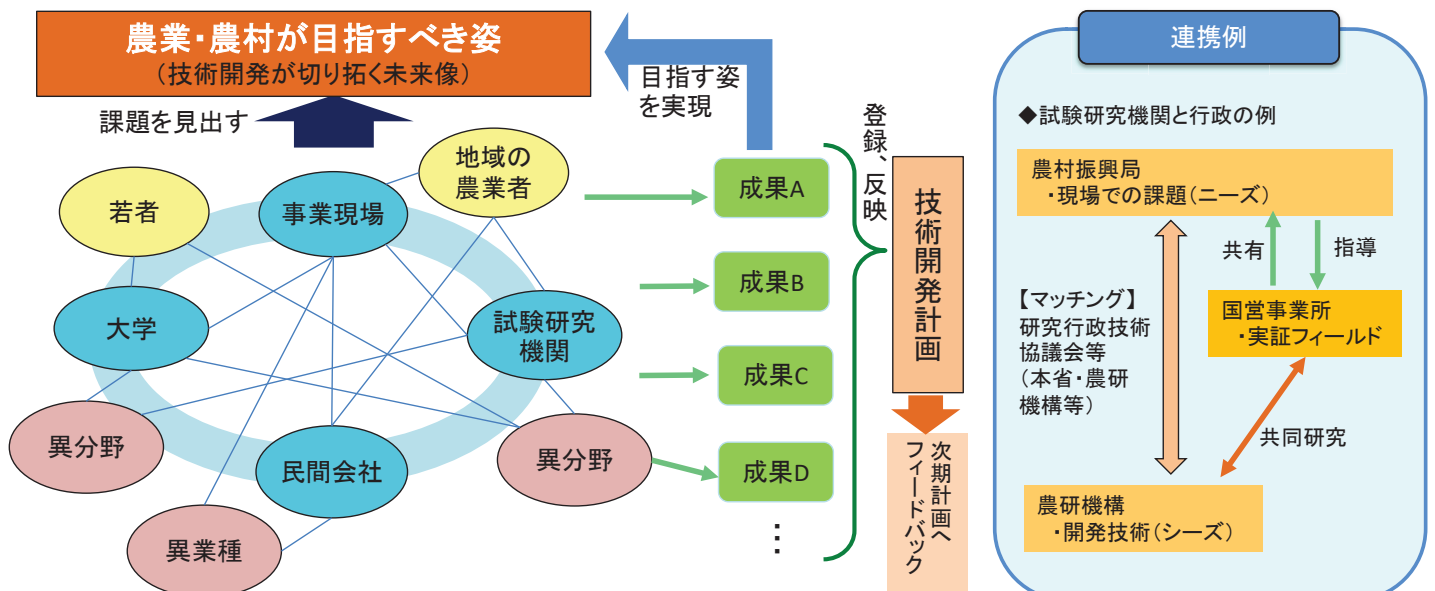 農業・農村が目指すべき姿
（技術開発が切り拓く未来像）
課題を見出す
目指す姿
を実現
若者
事業現場
地域の
農業者
大学
試験研究
機関
異分野
民間会社
異分野
異業種
成果A
成果B
成果C
成果D
⋮
登録、反映
技術開発計画
次期計画へ
フィードバック
連携例
◆試験研究機関と行政の例
農村振興局
・現場での課題（ニーズ）
共有
指導
【マッチング】
研究行政技術
協議会等
（本省・農研
機構等）
国営事業所
・実証フィールド
共同研究
農研機構
・開発技術（シーズ）